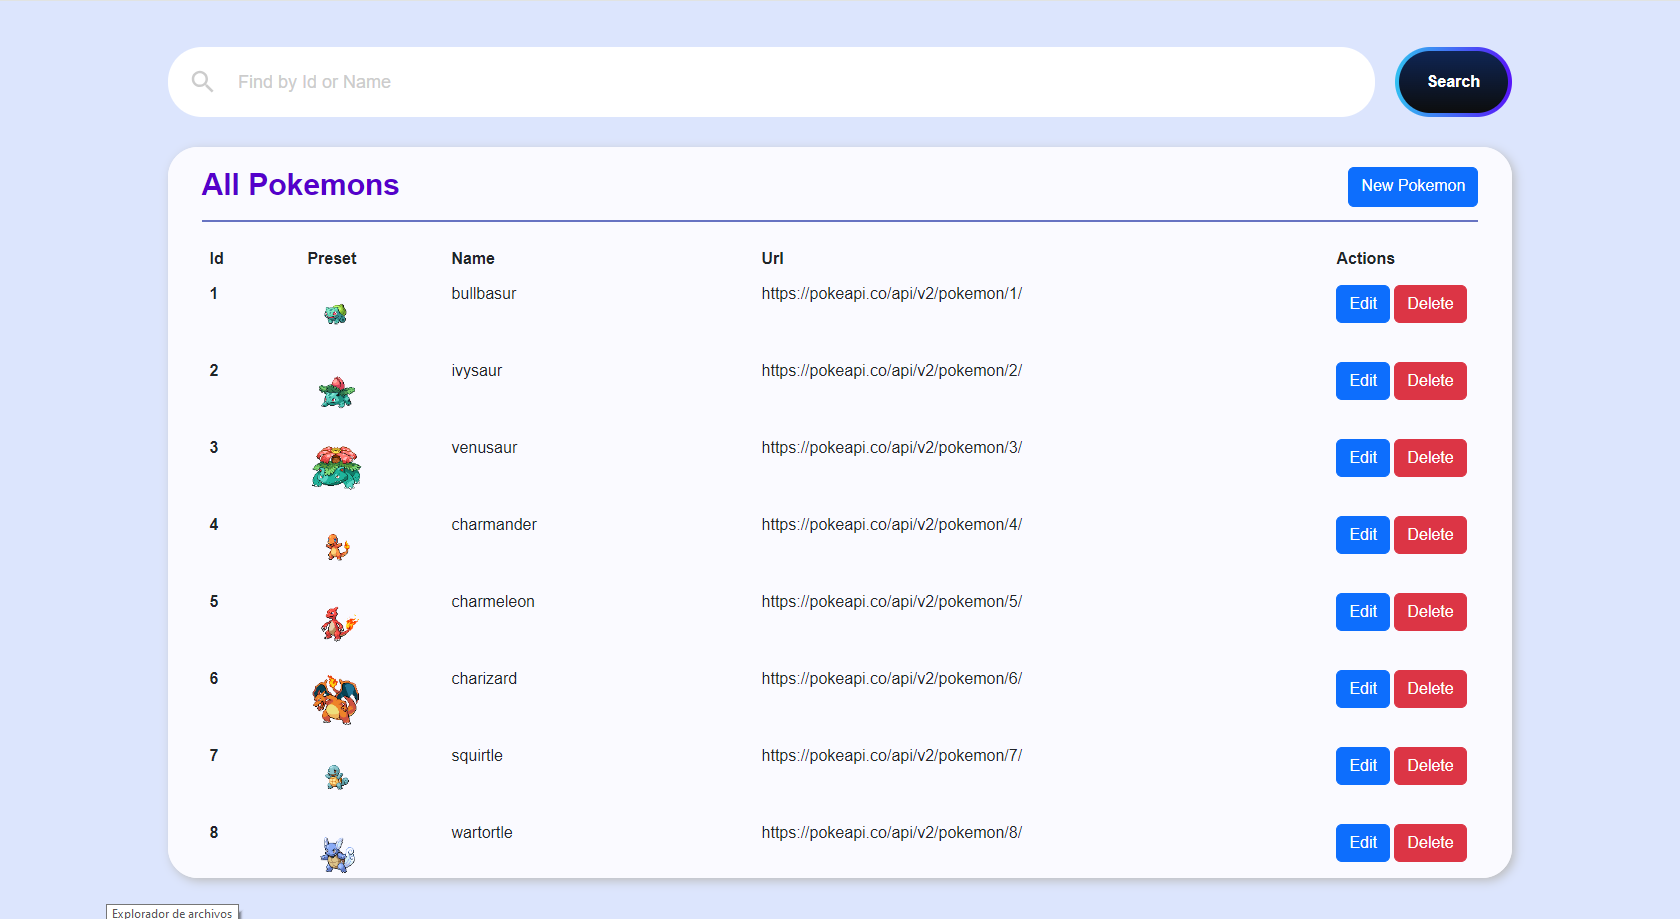 Find by Id or Name
Search
All Pokemons
New Pokemon
Id Preset Name Url Actions
1 bullbasur https://pokeapi.co/api/v2/pokemon/1/ Edit Delete
2 ivysaur https://pokeapi.co/api/v2/pokemon/2/ Edit Delete
3 venusaur https://pokeapi.co/api/v2/pokemon/3/ Edit Delete
4 charmander https://pokeapi.co/api/v2/pokemon/4/ Edit Delete
5 charmeleon https://pokeapi.co/api/v2/pokemon/5/ Edit Delete
6 charizard https://pokeapi.co/api/v2/pokemon/6/ Edit Delete
7 squirtle https://pokeapi.co/api/v2/pokemon/7/ Edit Delete
8 wartortle https://pokeapi.co/api/v2/pokemon/8/ Edit Delete
Explorador de archivos